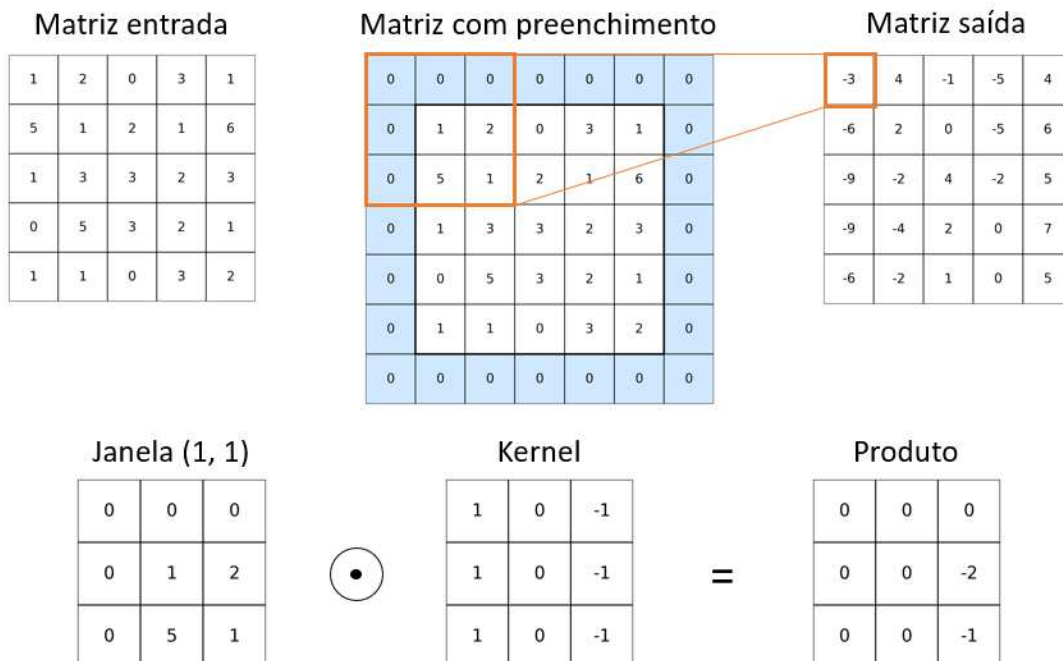 Matriz entrada
1 2 0 3 1
5 1 2 1 6
1 3 3 2 3
0 5 3 2 1
1 1 0 3 2
Matriz com preenchimento
0 0 0 0 0 0 0
0 1 2 0 3 1 0
0 5 1 2 1 6 0
0 1 3 3 2 3 0
0 0 5 3 2 1 0
0 1 1 0 3 2 0
0 0 0 0 0 0 0
Matriz saída
-3 4 -1 -5 4
-6 2 0 -5 6
-9 -2 4 -2 5
-9 -4 2 0 7
-6 -2 1 0 5
Janela (1, 1)
0 0 0
0 1 2
0 5 1
Kernel
1 0 -1
1 0 -1
1 0 -1
=
Produto
0 0 0
0 0 -2
0 0 -1